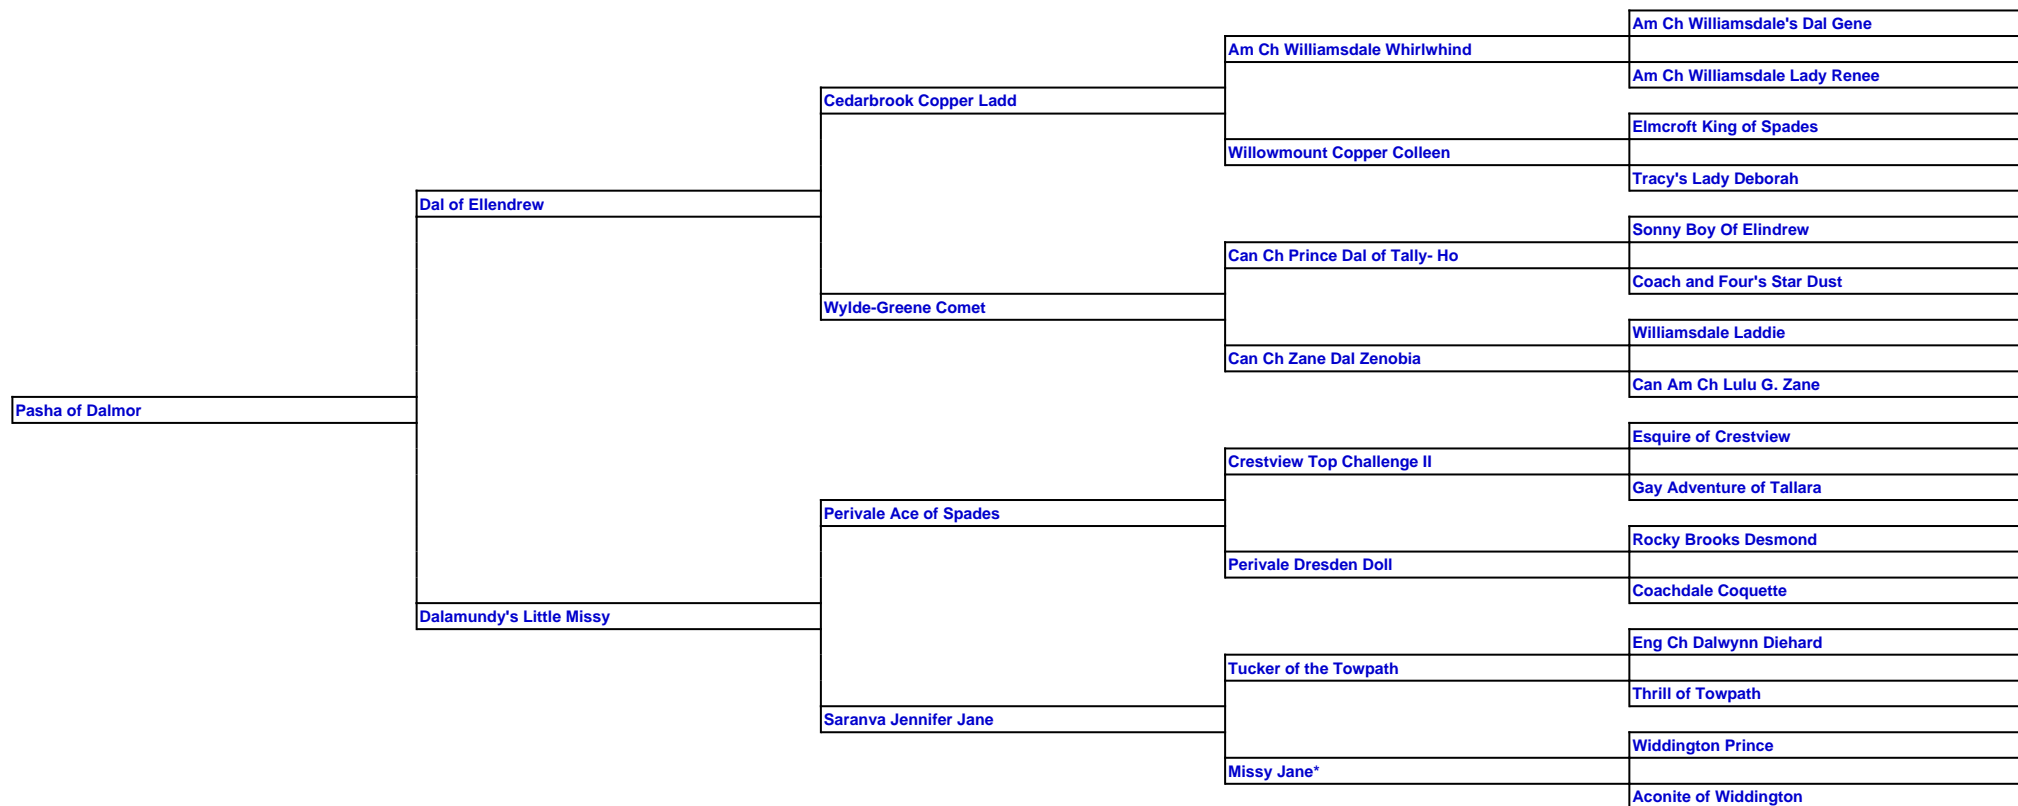 Am Ch Williamsdale's Dal Gene
Am Ch Williamsdale Whirlwhind
Am Ch Williamsdale Lady Renee
Cedarbrook Copper Ladd
Elmcroft King of Spades
Willowmount Copper Colleen
Tracy's Lady Deborah
Dal of Ellendrew
Sonny Boy Of Elindrew
Can Ch Prince Dal of Tally- Ho
Coach and Four's Star Dust
Wylde-Greene Comet
Williamsdale Laddie
Can Ch Zane Dal Zenobia
Can Am Ch Lulu G. Zane
Pasha of Dalmor
Esquire of Crestview
Crestview Top Challenge II
Gay Adventure of Tallara
Perivale Ace of Spades
Rocky Brooks Desmond
Perivale Dresden Doll
Coachdale Coquette
Dalamundy's Little Missy
Eng Ch Dalwynn Diehard
Tucker of the Towpath
Thrill of Towpath
Saranva Jennifer Jane
Widdington Prince
Missy Jane*
Aconite of Widdington